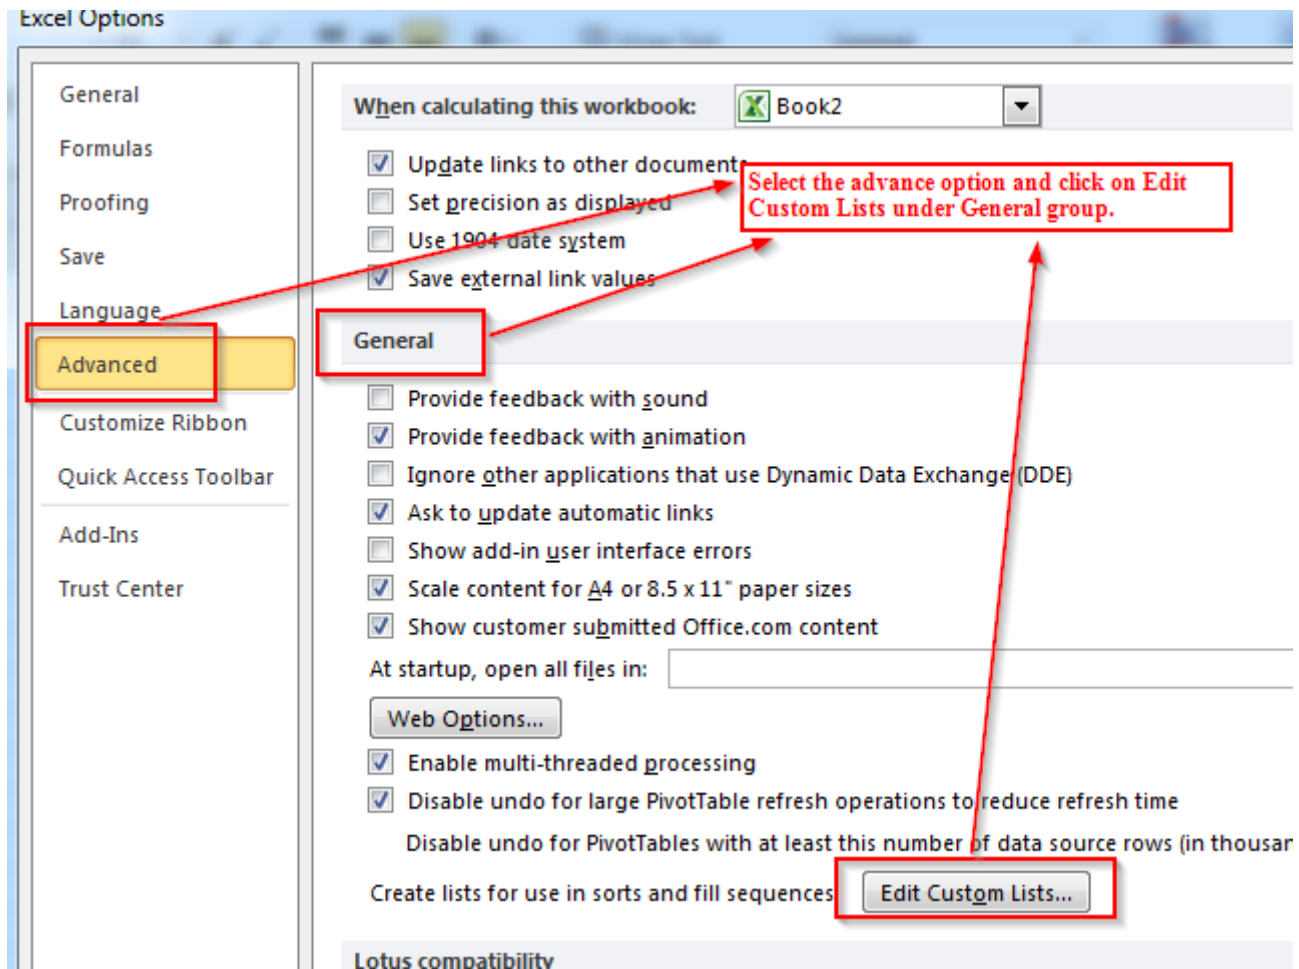 Excel Options
General
Formulas
Proofing
Save
Language
Advanced
Customize Ribbon
Quick Access Toolbar
Add-Ins
Trust Center
When calculating this workbook: Book2
Update links to other documents
Set precision as displayed
Use 1904 date system
Save external link values
Select the advance option and click on Edit
Custom Lists under General group.
General
Provide feedback with sound
Provide feedback with animation
Ignore other applications that use Dynamic Data Exchange (DDE)
Ask to update automatic links
Show add-in user interface errors
Scale content for A4 or 8.5 x 11" paper sizes
Show customer submitted Office.com content
At startup, open all files in:
Web Options...
Enable multi-threaded processing
Disable undo for large PivotTable refresh operations to reduce refresh time
Disable undo for PivotTables with at least this number of data source rows (in thousan
Create lists for use in sorts and fill sequences Edit Custom Lists...
Lotus compatibility